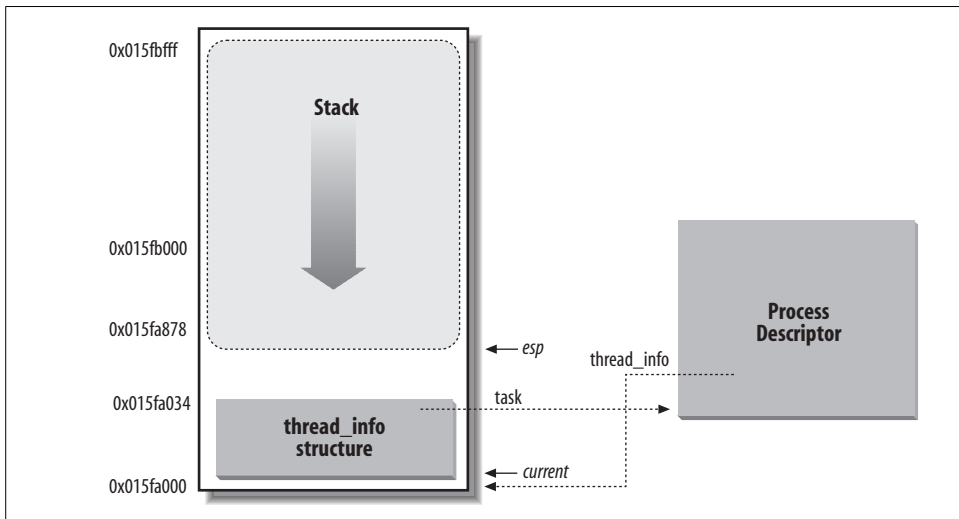 0x015fbfff
Stack
0x015fb000
0x015fa878
esp
Process
Descriptor
thread_info
0x015fa034
task
thread_info
structure
current
0x015fa000